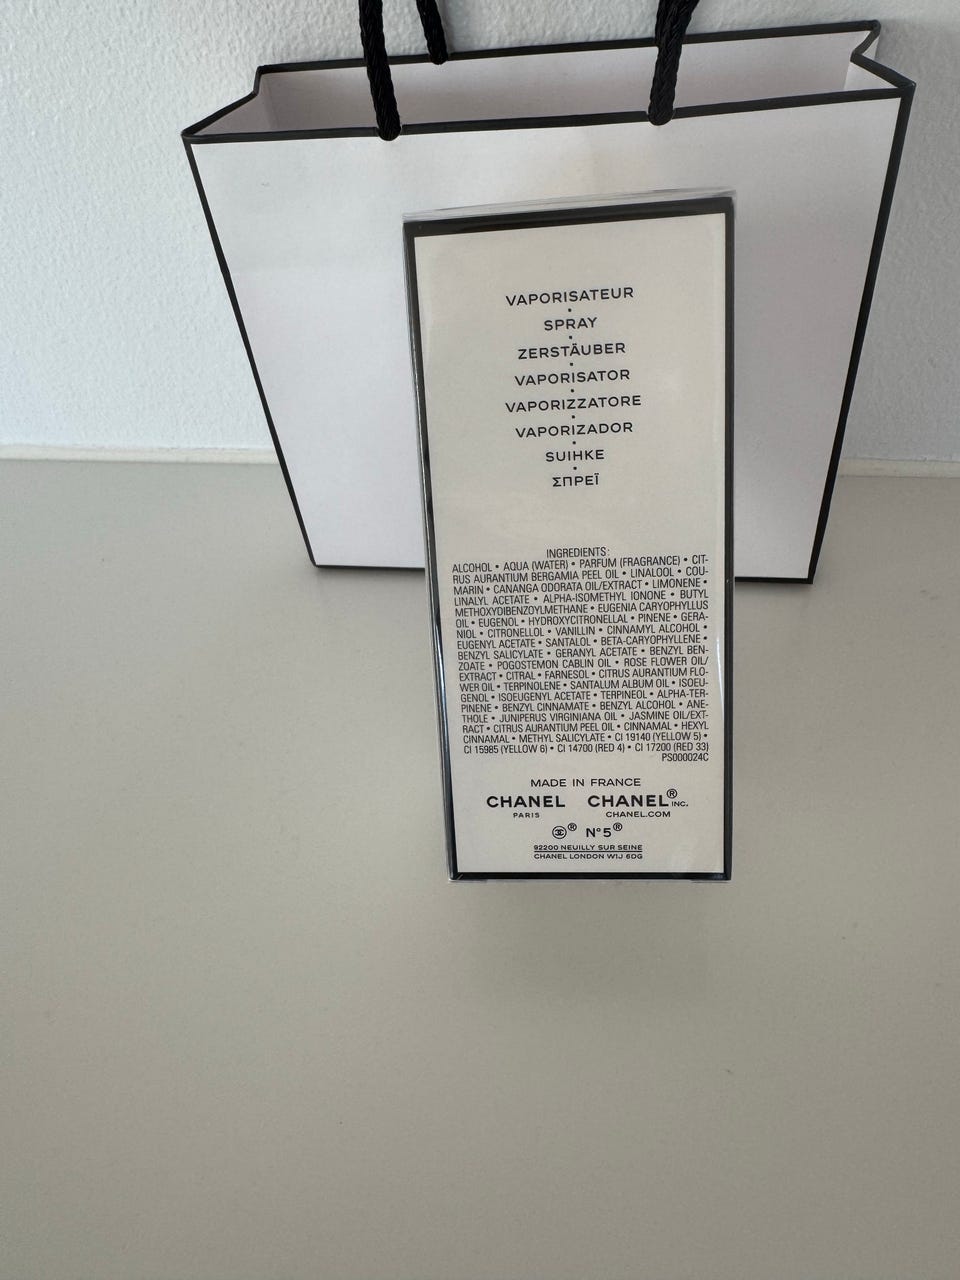 VAPORISATEUR
•
SPRAY
•
ZERSTÄUBER
•
VAPORISATOR
•
VAPORIZZATORE
•
VAPORIZADOR
•
SUIHKE
•
ΣΠΡΕΪ
INGREDIENTS:
ALCOHOL • AQUA (WATER) • PARFUM (FRAGRANCE) • CIT-
RUS AURANTIUM BERGAMIA PEEL OIL • LINALOOL • COU-
MARIN • CANANGA ODORATA OIL/EXTRACT • LIMONENE •
LINALYL ACETATE • ALPHA-ISOMETHYL IONONE • BUTYL
METHOXYDIBENZOYLMETHANE • EUGENIA CARYOPHYLLUS
OIL • EUGENOL • HYDROXYCITRONELLAL • PINENE • GERA-
NIOL • CITRONELLOL • VANILLIN • CINNAMYL ALCOHOL •
EUGENYL ACETATE • SANTALOL • BETA-CARYOPHYLLENE •
BENZYL SALICYLATE • GERANYL ACETATE • BENZYL BEN-
ZOATE • POGOSTEMON CABLIN OIL • ROSE FLOWER OIL/
EXTRACT • CITRAL • FARNESOL • CITRUS AURANTIUM FLO-
WER OIL • TERPINOLENE • SANTALUM ALBUM OIL • ISOEU-
GENOL • ISOEUGENYL ACETATE • TERPINEOL • ALPHA-TER-
PINENE • BENZYL CINNAMATE • BENZYL ALCOHOL • ANE-
THOLE • JUNIPERUS VIRGINIANA OIL • JASMINE OIL/EXT-
RACT • CITRUS AURANTIUM PEEL OIL • CINNAMAL • HEXYL
CINNAMAL • METHYL SALICYLATE • CI 19140 (YELLOW 5) •
CI 15985 (YELLOW 6) • CI 14700 (RED 4) • CI 17200 (RED 33)
PS000024C
MADE IN FRANCE
CHANEL CHANEL® INC.
PARIS CHANEL.COM
® N°5®
92200 NEUILLY SUR SEINE
CHANEL LONDON W1J 6DG